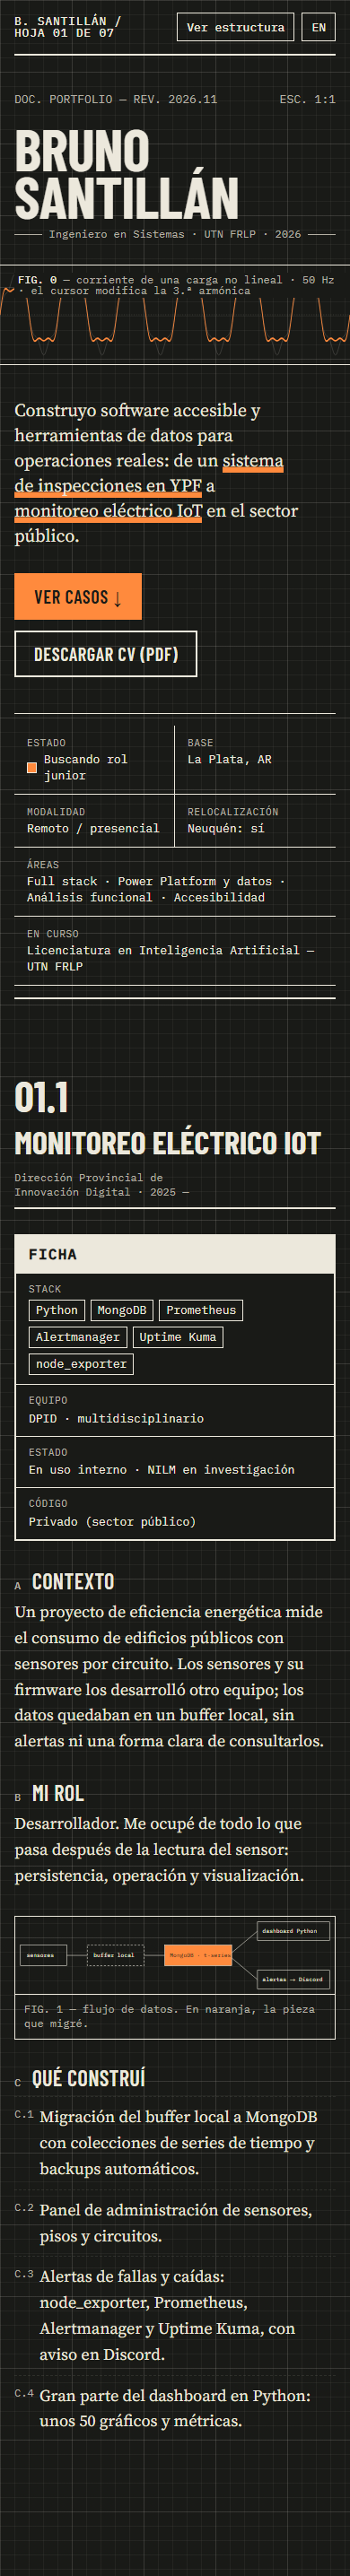 B. SANTILLÁN /
HOJA 01 DE 07
Ver estructura
EN
DOC. PORTFOLIO — REV. 2026.11
ESC. 1:1
BRUNO
SANTILLÁN
Ingeniero en Sistemas · UTN FRLP · 2026
FIG. 0 — corriente de una carga no lineal · 50 Hz
· el cursor modifica la 3.ª armónica
Construyo software accesible y
herramientas de datos para
operaciones reales: de un sistema
de inspecciones en YPF a
monitoreo eléctrico IoT en el sector
público.
VER CASOS ↓
DESCARGAR CV (PDF)
ESTADO
Buscando rol
junior
BASE
La Plata, AR
MODALIDAD
Remoto / presencial
RELOCALIZACIÓN
Neuquén: sí
ÁREAS
Full stack · Power Platform y datos ·
Análisis funcional · Accesibilidad
EN CURSO
Licenciatura en Inteligencia Artificial —
UTN FRLP
01.1
MONITOREO ELÉCTRICO IOT
Dirección Provincial de
Innovación Digital · 2025 —
FICHA
STACK
Python
MongoDB
Prometheus
Alertmanager
Uptime Kuma
node_exporter
EQUIPO
DPID · multidisciplinario
ESTADO
En uso interno · NILM en investigación
CÓDIGO
Privado (sector público)
A CONTEXTO
Un proyecto de eficiencia energética mide
el consumo de edificios públicos con
sensores por circuito. Los sensores y su
firmware los desarrolló otro equipo; los
datos quedaban en un buffer local, sin
alertas ni una forma clara de consultarlos.
B MI ROL
Desarrollador. Me ocupé de todo lo que
pasa después de la lectura del sensor:
persistencia, operación y visualización.
sensores
buffer local
MongoDB · t-series
dashboard Python
alertas → Discord
FIG. 1 — flujo de datos. En naranja, la pieza
que migré.
C QUÉ CONSTRUÍ
C.1 Migración del buffer local a MongoDB
con colecciones de series de tiempo y
backups automáticos.
C.2 Panel de administración de sensores,
pisos y circuitos.
C.3 Alertas de fallas y caídas:
node_exporter, Prometheus,
Alertmanager y Uptime Kuma, con
aviso en Discord.
C.4 Gran parte del dashboard en Python:
unos 50 gráficos y métricas.